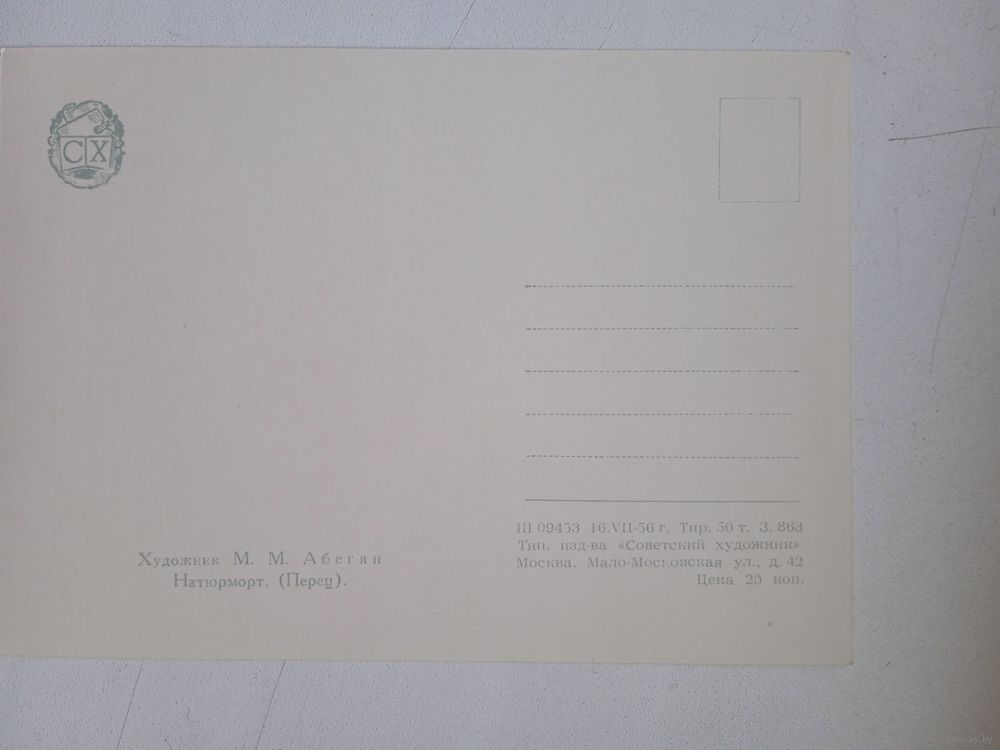 СХ
Художник М. М. Абегян
Натюрморт. (Перец).
Ш 09453 16.VII-56 г. Тир. 50 т. З. 863
Тип. изд-ва «Советский художник»
Москва, Мало-Московская ул., д. 42
Цена 20 коп.